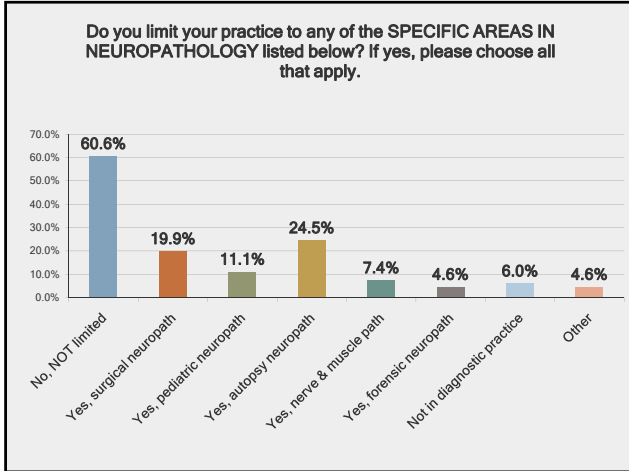 Do you limit your practice to any of the SPECIFIC AREAS IN
NEUROPATHOLOGY listed below? If yes, please choose all
that apply.
70.0%
60.0%
50.0%
40.0%
30.0%
20.0%
10.0%
0.0%
60.6%
19.9%
11.1%
24.5%
7.4%
4.6%
6.0%
4.6%
No, NOT limited
Yes, surgical neuropath
Yes, pediatric neuropath
Yes, autopsy neuropath
Yes, nerve & muscle path
Yes, forensic neuropath
Not in diagnostic practice
Other